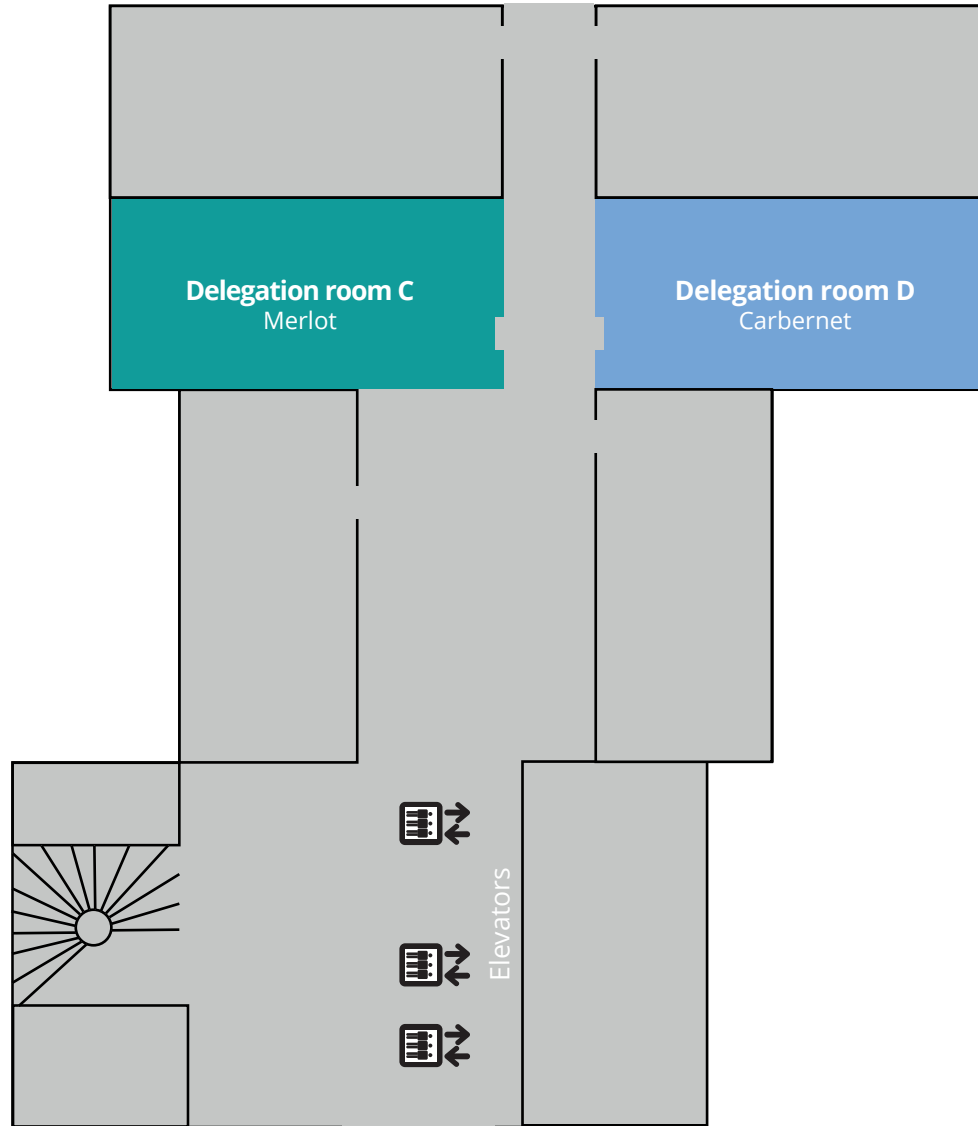 Delegation room C
Merlot
Delegation room D
Carbernet
Elevators